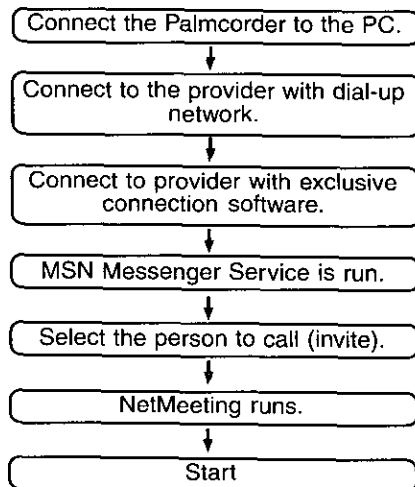 Connect the Palmcorder to the PC.
Connect to the provider with dial-up
network.
Connect to provider with exclusive
connection software.
MSN Messenger Service is run.
Select the person to call (invite).
NetMeeting runs.
Start